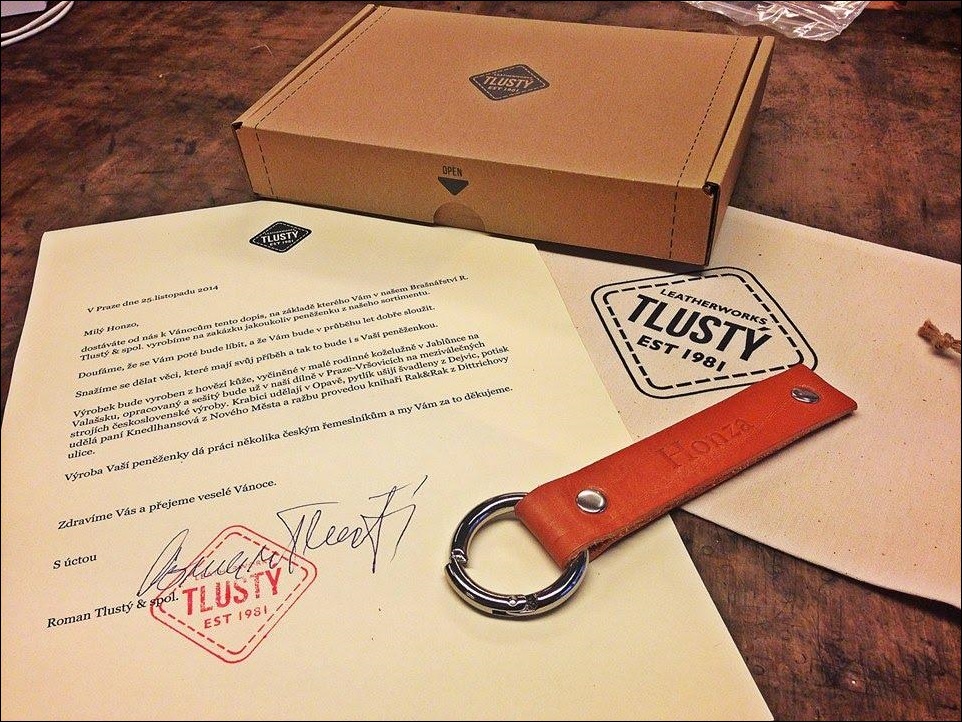 LEATHERWORKS
TLUSTÝ
EST 1981
OPEN
TLUSTÝ
EST 1981
V Praze dne 25.listopadu 2014
Milý Honzo,
dostáváte od nás k Vánocům tento dopis, na základě kterého Vám v našem Brašnářství R.
Tlustý & spol. vyrobíme na zakázku jakoukoliv peněženku z našeho sortimentu.
Doufáme, že se Vám poté bude líbit, a že Vám bude v průběhu let dobře sloužit.
Snažíme se dělat věci, které mají svůj příběh a tak to bude i s Vaší peněženkou.
Výrobek bude vyroben z hovězí kůže, vyčiněné v malé rodinné koželužně v Jablůnce na
Valašsku, opracovaný a sešitý bude už v naší dílně v Praze-Vršovicích na meziválečných
strojích československé výroby. Krabici udělají v Opavě, pytlík ušijí švadleny z Dejvic, potisk
udělá paní Knedlhansová z Nového Města a ražbu provedou knihaři Rak&Rak z Dittrichovy
ulice.
Výroba Vaší peněženky dá práci několika českým řemeslníkům a my Vám za to děkujeme.
Zdravíme Vás a přejeme veselé Vánoce.
S úctou
Roman Tlustý & spol.
TLUSTÝ
EST 1981
LEATHERWORKS
TLUSTÝ
EST 1981
Honza